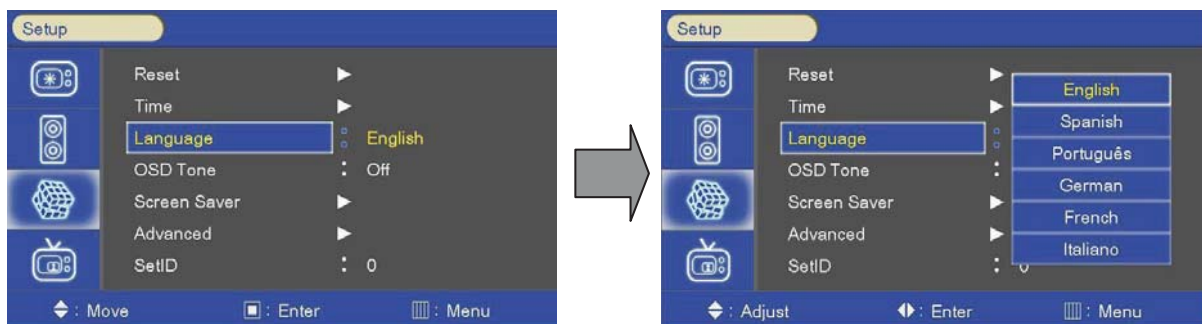 Setup
Reset
Time
Language : English
OSD Tone : Off
Screen Saver
Advanced
SetID : 0
: Move : Enter : Menu
Setup
Reset
Time
Language :
OSD Tone :
Screen Saver
Advanced
SetID : 0
English
Spanish
Português
German
French
Italiano
: Adjust : Enter : Menu